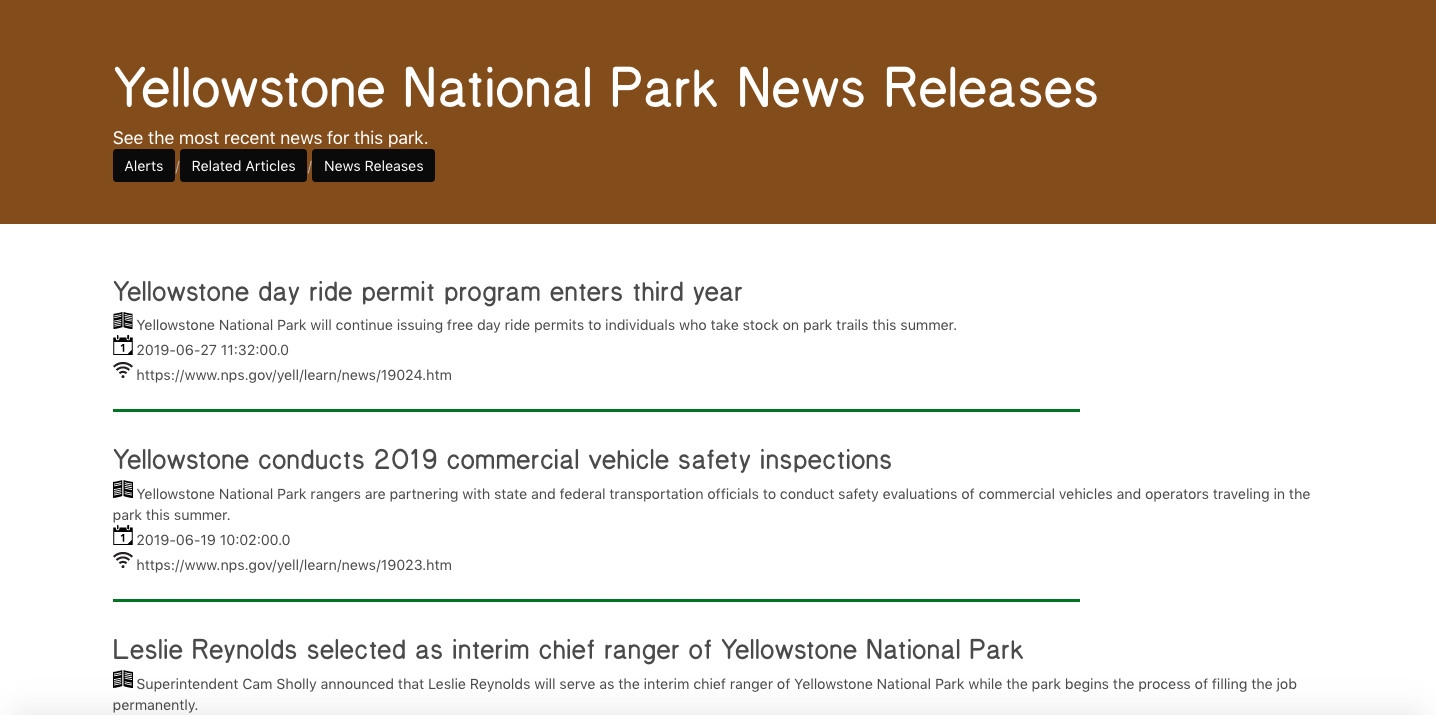 Yellowstone National Park News Releases
See the most recent news for this park.
Alerts / Related Articles / News Releases
Yellowstone day ride permit program enters third year
Yellowstone National Park will continue issuing free day ride permits to individuals who take stock on park trails this summer.
1 2019-06-27 11:32:00.0
https://www.nps.gov/yell/learn/news/19024.htm
Yellowstone conducts 2019 commercial vehicle safety inspections
Yellowstone National Park rangers are partnering with state and federal transportation officials to conduct safety evaluations of commercial vehicles and operators traveling in the
park this summer.
1 2019-06-19 10:02:00.0
https://www.nps.gov/yell/learn/news/19023.htm
Leslie Reynolds selected as interim chief ranger of Yellowstone National Park
Superintendent Cam Sholly announced that Leslie Reynolds will serve as the interim chief ranger of Yellowstone National Park while the park begins the process of filling the job
permanently.